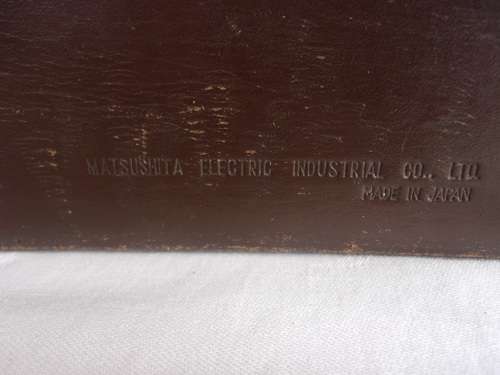 MATSUSHITA ELECTRIC INDUSTRIAL CO., LTD.
MADE IN JAPAN